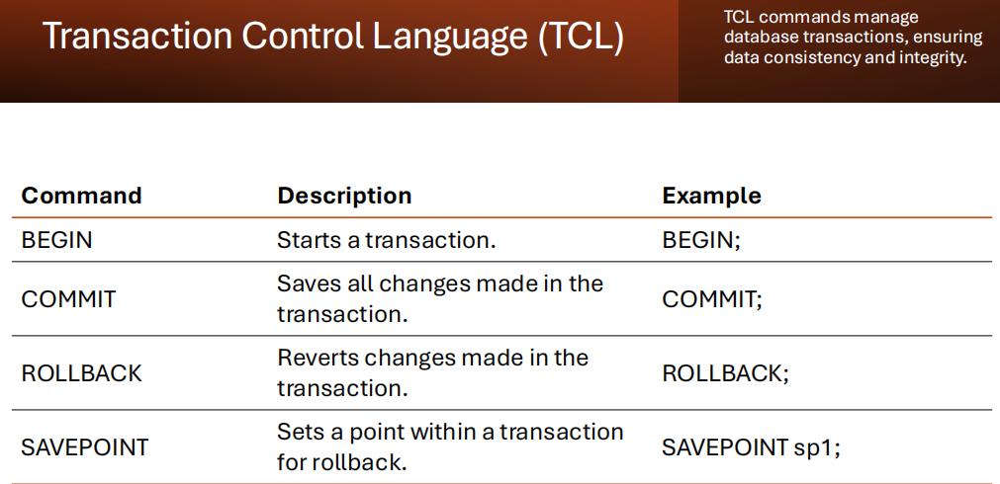 Transaction Control Language (TCL)
TCL commands manage
database transactions, ensuring
data consistency and integrity.
Command Description Example
BEGIN Starts a transaction. BEGIN;
COMMIT Saves all changes made in the
transaction. COMMIT;
ROLLBACK Reverts changes made in the
transaction. ROLLBACK;
SAVEPOINT Sets a point within a transaction
for rollback. SAVEPOINT sp1;